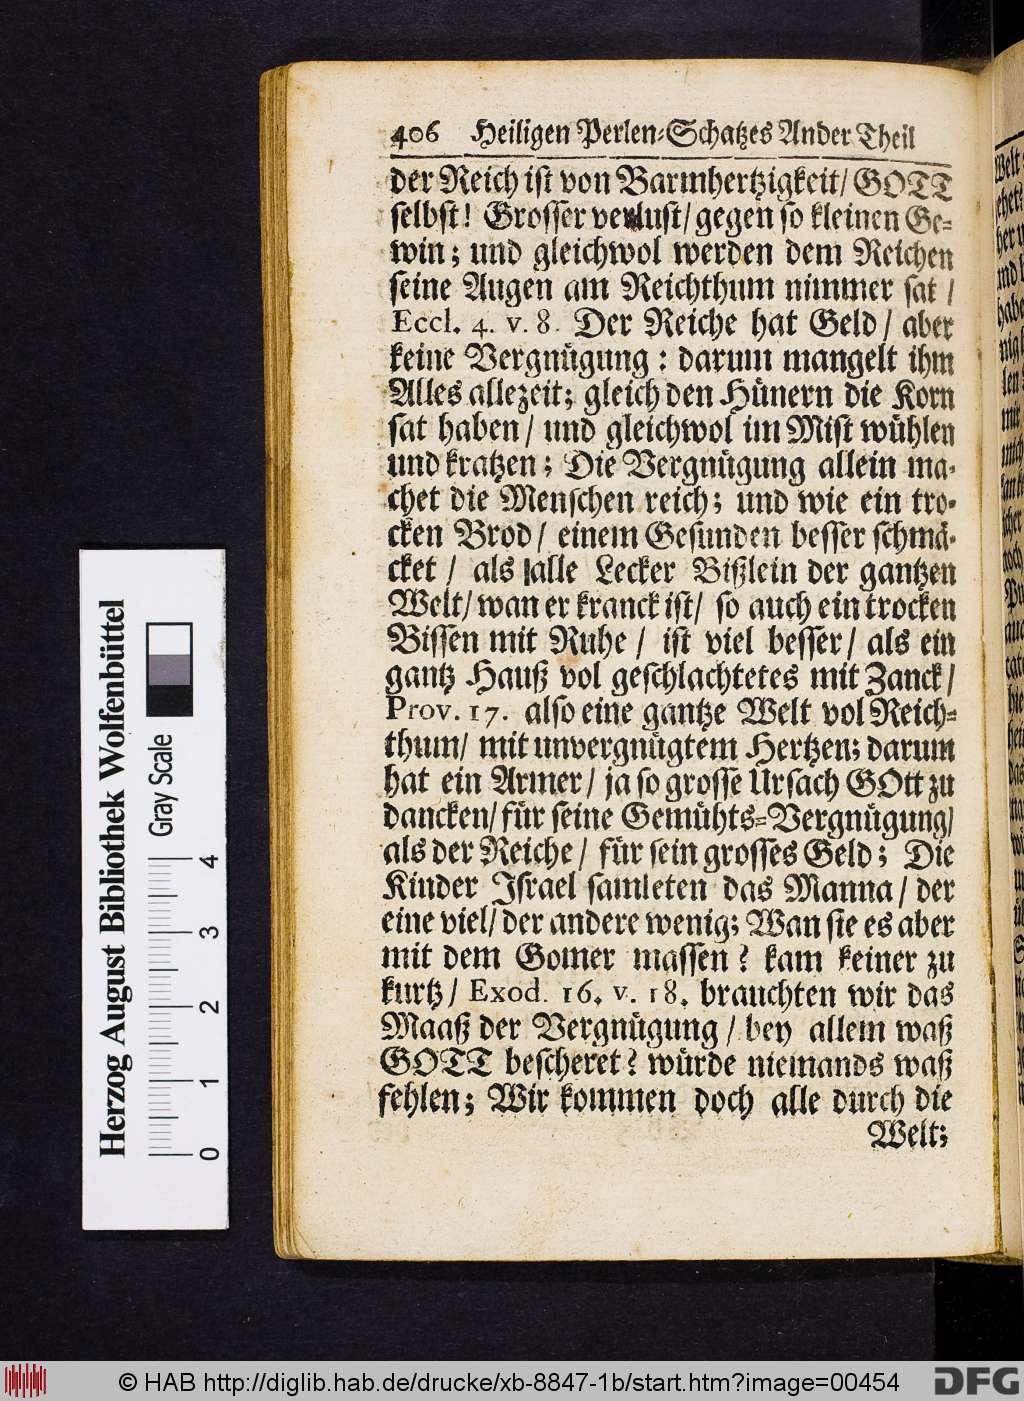 406 Heiligen Perlen-Schatzes Ander Theil
der Reich ist von Barmhertzigkeit/ GOTT
selbst! Grosser verlust/ gegen so kleinen Ge-
win; und gleichwol werden dem Reichen
seine Augen am Reichthum nimmer sat /
Eccl. 4. v. 8. Der Reiche hat Geld/ aber
keine Vergnügung: darum mangelt ihm
Alles allezeit; gleich den Hünern die Korn
sat haben/ und gleichwol im Mist wühlen
und kratzen; Die Vergnügung allein ma-
chet die Menschen reich; und wie ein tro-
cken Brod/ einem Gesunden besser schmä-
cket / als alle Lecker Bißlein der gantzen
Welt/ wan er kranck ist/ so auch ein trocken
Bissen mit Ruhe / ist viel besser/ als ein
gantz Hauß vol geschlachtetes mit Zanck/
Prov. 17. also eine gantze Welt vol Reich-
thum/ mit unvergnügtem Hertzen; darum
hat ein Armer/ ja so grosse Ursach GOtt zu
dancken/ für seine Gemühts-Vergnügung/
als der Reiche/ für sein grosses Geld; Die
Kinder Israel samleten das Manna/ der
eine viel/ der andere wenig; Wan sie es aber
mit dem Gomer massen? kam keiner zu
kurtz/ Exod. 16. v. 18. brauchten wir das
Maaß der Vergnügung / bey allem waß
GOTT bescheret? würde niemands waß
fehlen; Wir kommen doch alle durch die
Welt;
Herzog August Bibliothek Wolfenbüttel
Gray Scale
0 1 2 3 4
© HAB http://diglib.hab.de/drucke/xb-8847-1b/start.htm?image=00454
DFG